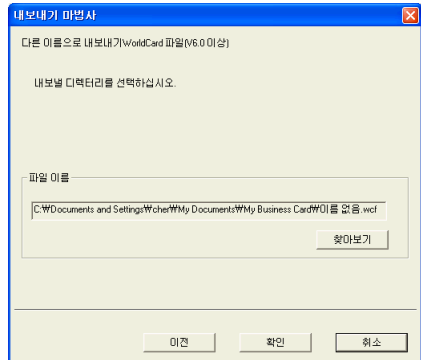 내보내기 마법사
다른 이름으로 내보내기WorldCard 파일(V6.0 이상)
내보낼 디렉터리를 선택하십시오.
파일 이름
C:₩Documents and Settings₩cher₩My Documents₩My Business Card₩이름 없음.wcf
찾아보기
이전 확인 취소